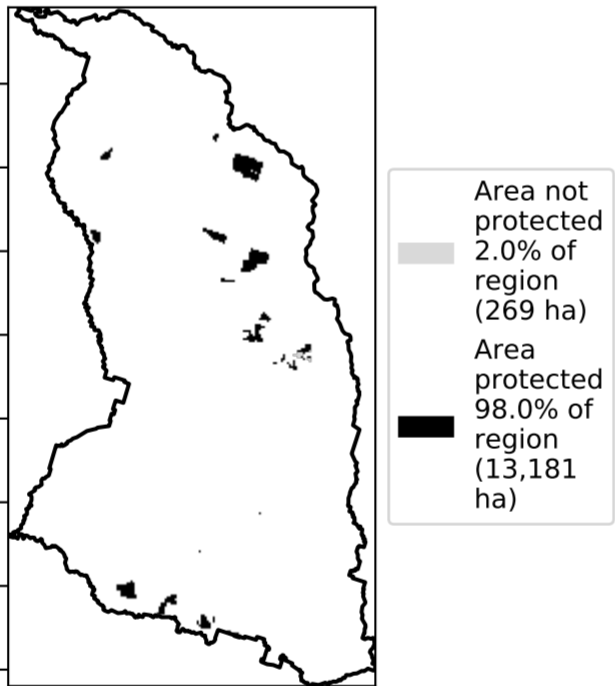 Area not
protected
2.0% of
region
(269 ha)
Area
protected
98.0% of
region
(13,181
ha)